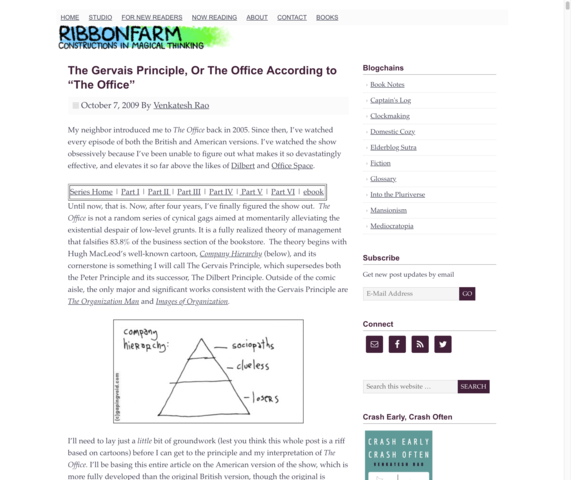 HOME STUDIO FOR NEW READERS NOW READING ABOUT CONTACT BOOKS
RIBBONFARM
CONSTRUCTIONS IN MAGICAL THINKING
The Gervais Principle, Or The Office According to
“The Office”
October 7, 2009 By Venkatesh Rao
My neighbor introduced me to The Office back in 2005. Since then, I’ve watched
every episode of both the British and American versions. I’ve watched the
show obsessively because I’ve been unable to figure out what makes it so devastatingly
effective, and elevates it so far above the likes of Dilbert and Office Space.
Series Home | Part I | Part II | Part III | Part IV | Part V | Part VI | ebook
Until now, that is. Now, after four years, I’ve finally figured the show out. The
Office is not a random series of cynical gags aimed at momentarily alleviating the
existential despair of low-level grunts. It is a fully realized theory of management
that falsifies 83.8% of the business section of the bookstore. The theory begins with
Hugh MacLeod’s well-known cartoon, Company Hierarchy (below), and its
cornerstone is something I will call The Gervais Principle, which supersedes both
the Peter Principle and its successor, The Dilbert Principle. Outside of the comic
aisle, the only major and significant works consistent with the Gervais Principle are
The Organization Man and Images of Organization.
company
hierarchy:
sociopaths
clueless
losers
(c)gapingvoid.com
I’ll need to lay just a little bit of groundwork (lest you think this whole post is a riff
based on cartoons) before I can get to the principle and my interpretation of The
Office. I’ll be basing this entire article on the American version of the show, which is
more fully developed than the original British version, though the original is
Blogchains
Book Notes
Captain's Log
Clockmaking
Domestic Cozy
Elderblog Sutra
Fiction
Glossary
Into the Pluriverse
Mansionism
Mediocratopia
Subscribe
Get new post updates by email
E-Mail Address GO
Connect
Search this website … SEARCH
Crash Early, Crash Often
CRASH EARLY
CRASH OFTEN
VENKATESH RAO